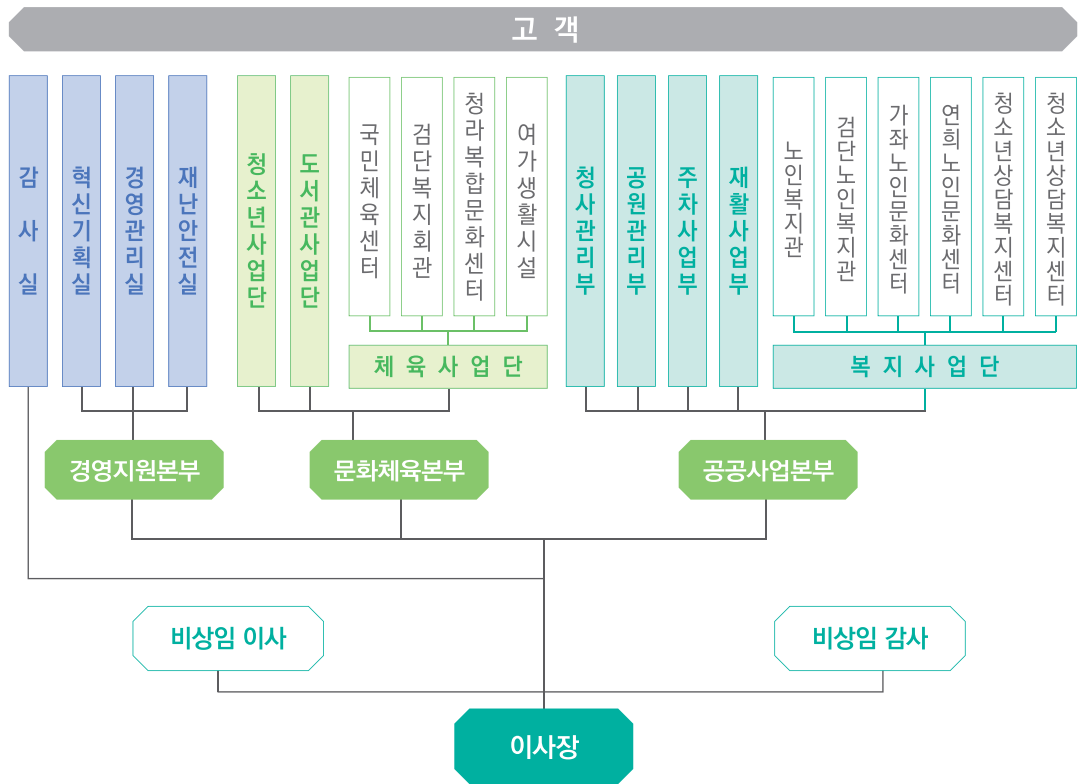 고 객
감사실
혁신기획실
경영관리실
재난안전실
청소년사업단
도서관사업단
국민체육센터
검단복지회관
청라복합문화센터
여가생활시설
청사관리부
공원관리부
주차사업부
재활사업부
노인복지관
검단노인복지관
가좌노인문화센터
연희노인문화센터
청소년상담복지센터
청소년상담복지센터
체육사업단
복지사업단
경영지원본부
문화체육본부
공공사업본부
비상임 이사
비상임 감사
이사장